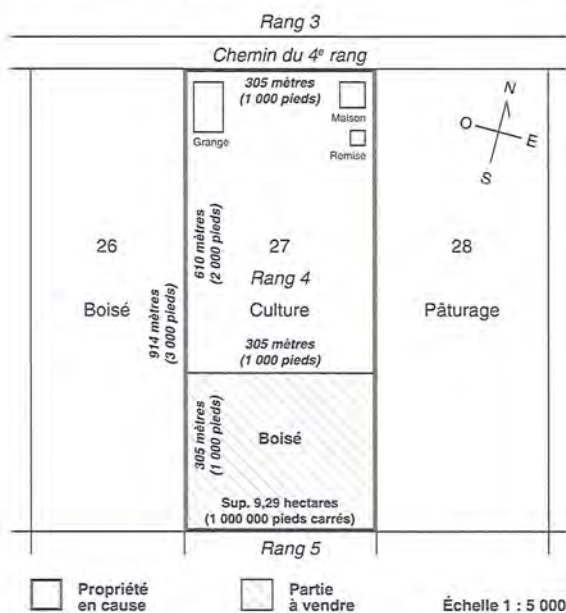 Rang 3
Chemin du 4e rang
305 mètres
(1 000 pieds)
Grange
Maison
Remise
N
O
E
S
610 mètres
(2 000 pieds)
26
27
28
Rang 4
Boisé
Culture
Pâturage
914 mètres
(3 000 pieds)
305 mètres
(1 000 pieds)
305 mètres
(1 000 pieds)
Boisé
Sup. 9,29 hectares
(1 000 000 pieds carrés)
Rang 5
Propriété
en cause
Partie
à vendre
Échelle 1 : 5 000